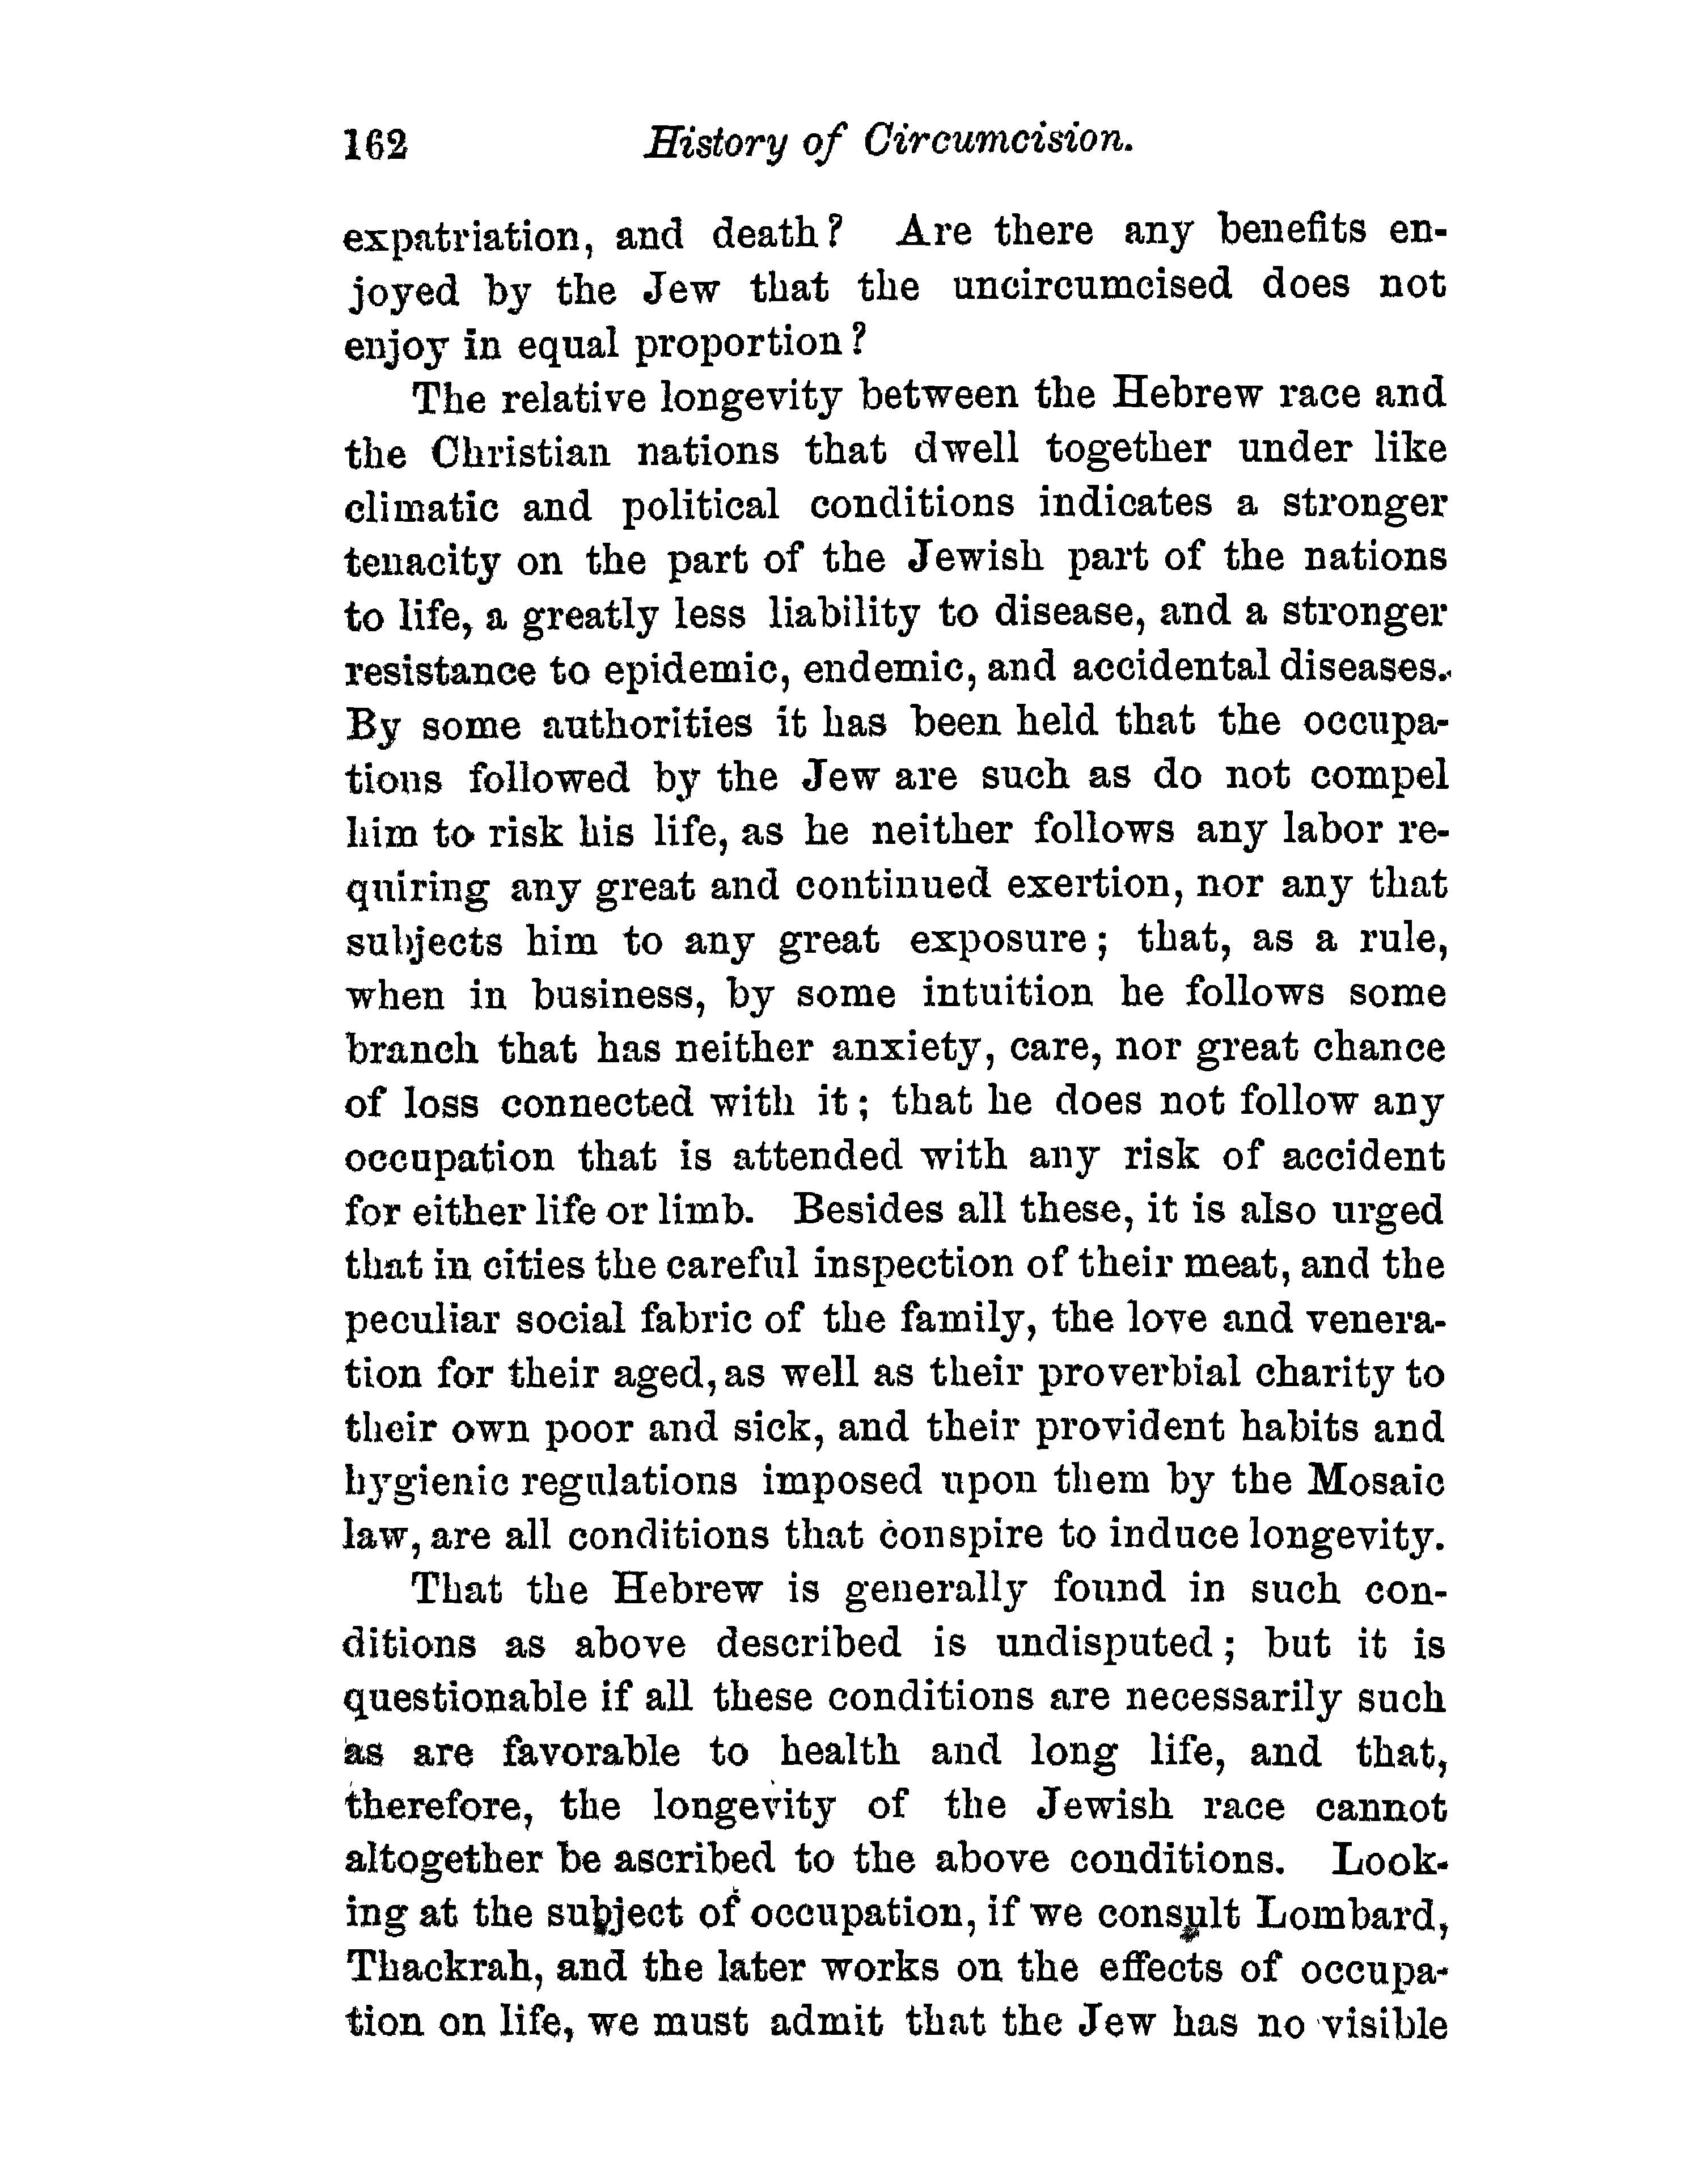 162 History of Circumcision.
expatriation, and death? Are there any benefits en-
joyed by the Jew that the uncircumcised does not
enjoy in equal proportion?
The relative longevity between the Hebrew race and
the Christian nations that dwell together under like
climatic and political conditions indicates a stronger
tenacity on the part of the Jewish part of the nations
to life, a greatly less liability to disease, and a stronger
resistance to epidemic, endemic, and accidental diseases.
By some authorities it has been held that the occupa-
tions followed by the Jew are such as do not compel
him to risk his life, as he neither follows any labor re-
quiring any great and continued exertion, nor any that
subjects him to any great exposure; that, as a rule,
when in business, by some intuition he follows some
branch that has neither anxiety, care, nor great chance
of loss connected with it; that he does not follow any
occupation that is attended with any risk of accident
for either life or limb. Besides all these, it is also urged
that in cities the careful inspection of their meat, and the
peculiar social fabric of the family, the love and venera-
tion for their aged, as well as their proverbial charity to
their own poor and sick, and their provident habits and
hygienic regulations imposed upon them by the Mosaic
law, are all conditions that conspire to induce longevity.
That the Hebrew is generally found in such con-
ditions as above described is undisputed; but it is
questionable if all these conditions are necessarily such
as are favorable to health and long life, and that,
therefore, the longevity of the Jewish race cannot
altogether be ascribed to the above conditions. Look-
ing at the subject of occupation, if we consult Lombard,
Thackrah, and the later works on the effects of occupa-
tion on life, we must admit that the Jew has no visible